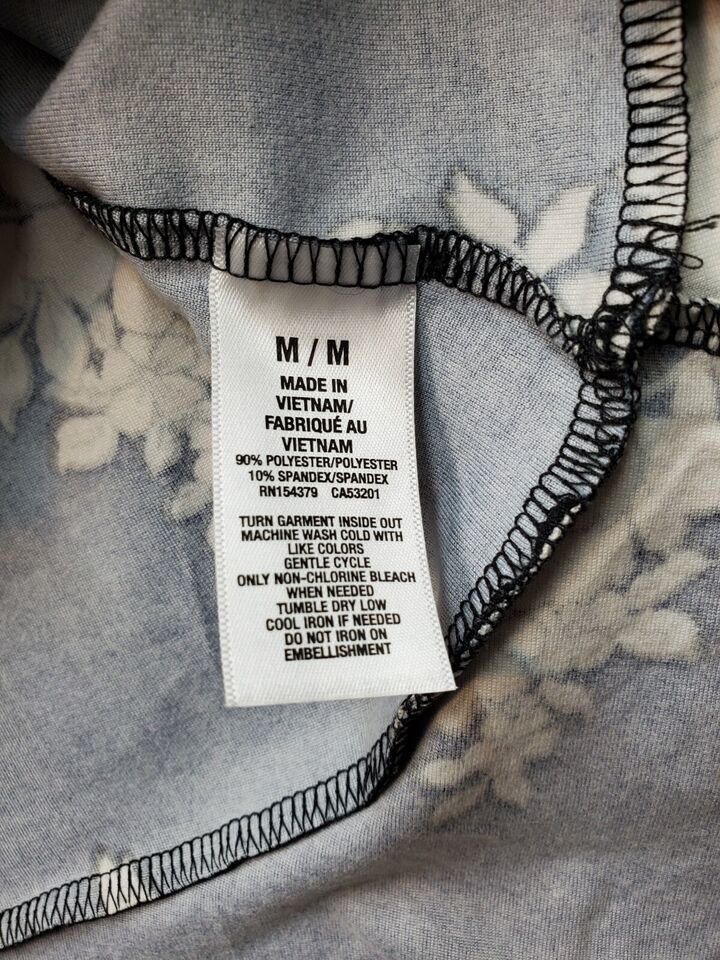 M / M
MADE IN
VIETNAM/
FABRIQUÉ AU
VIETNAM
90% POLYESTER/POLYESTER
10% SPANDEX/SPANDEX
RN154379 CA53201
TURN GARMENT INSIDE OUT
MACHINE WASH COLD WITH
LIKE COLORS
GENTLE CYCLE
ONLY NON-CHLORINE BLEACH
WHEN NEEDED
TUMBLE DRY LOW
COOL IRON IF NEEDED
DO NOT IRON ON
EMBELLISHMENT